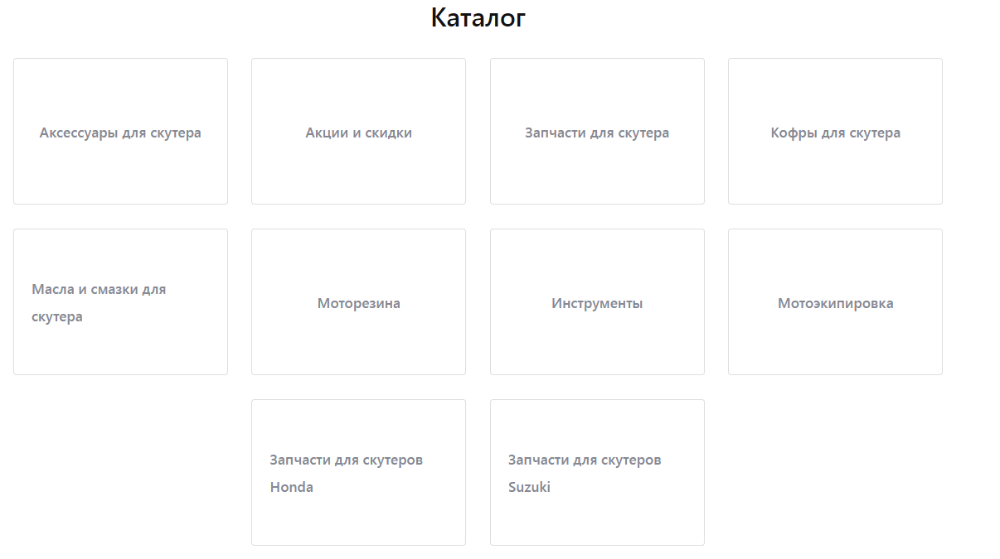 Каталог
Аксессуары для скутера
Акции и скидки
Запчасти для скутера
Кофры для скутера
Масла и смазки для
скутера
Моторезина
Инструменты
Мотоэкипировка
Запчасти для скутеров
Honda
Запчасти для скутеров
Suzuki